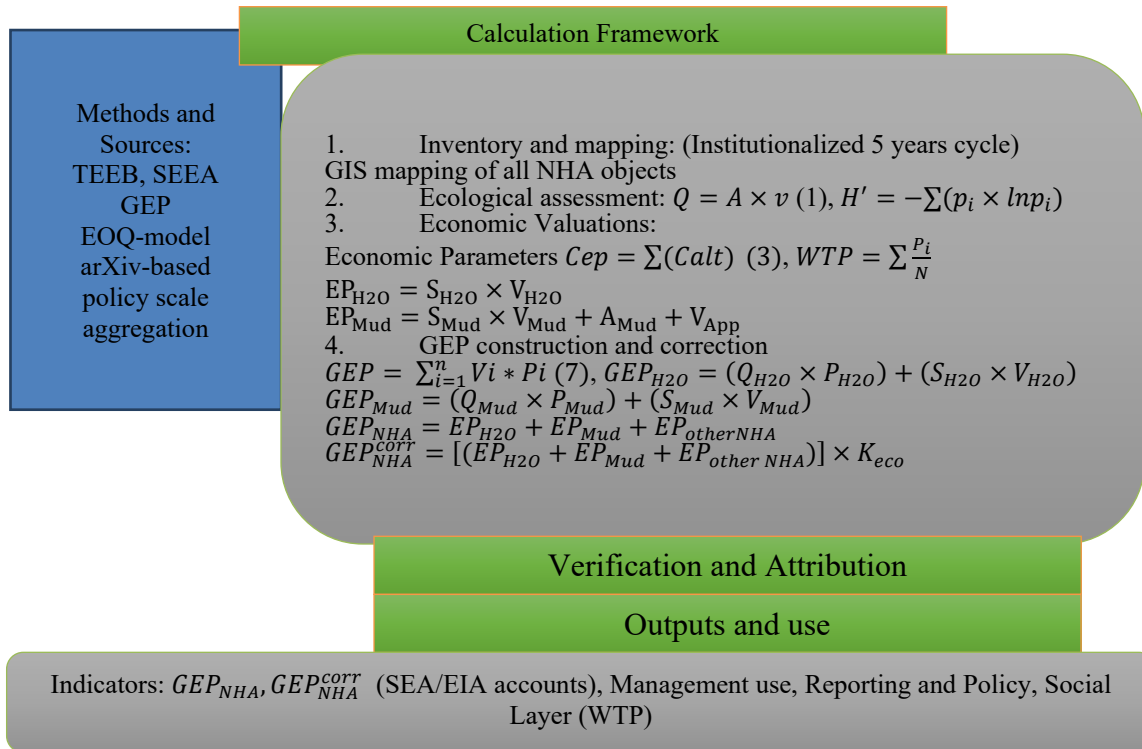 Calculation Framework
Methods and
Sources:
TEEB, SEEA
GEP
EOQ-model
arXiv-based
policy scale
aggregation
1. Inventory and mapping: (Institutionalized 5 years cycle)
GIS mapping of all NHA objects
2. Ecological assessment: Q = A × v (1), H′ = −∑(p_i × lnp_i)
3. Economic Valuations:
Economic Parameters Cep = ∑(Calt) (3), WTP = ∑ P_i/N
EP_H2O = S_H2O × V_H2O
EP_Mud = S_Mud × V_Mud + A_Mud + V_App
4. GEP construction and correction
GEP = ∑_{i=1}^{n} Vi * Pi (7), GEP_H2O = (Q_H2O × P_H2O) + (S_H2O × V_H2O)
GEP_Mud = (Q_Mud × P_Mud) + (S_Mud × V_Mud)
GEP_NHA = EP_H2O + EP_Mud + EP_otherNHA
GEP_NHA^corr = [(EP_H2O + EP_Mud + EP_other NHA)] × K_eco
Verification and Attribution
Outputs and use
Indicators: GEP_NHA, GEP_NHA^corr (SEA/EIA accounts), Management use, Reporting and Policy, Social
Layer (WTP)